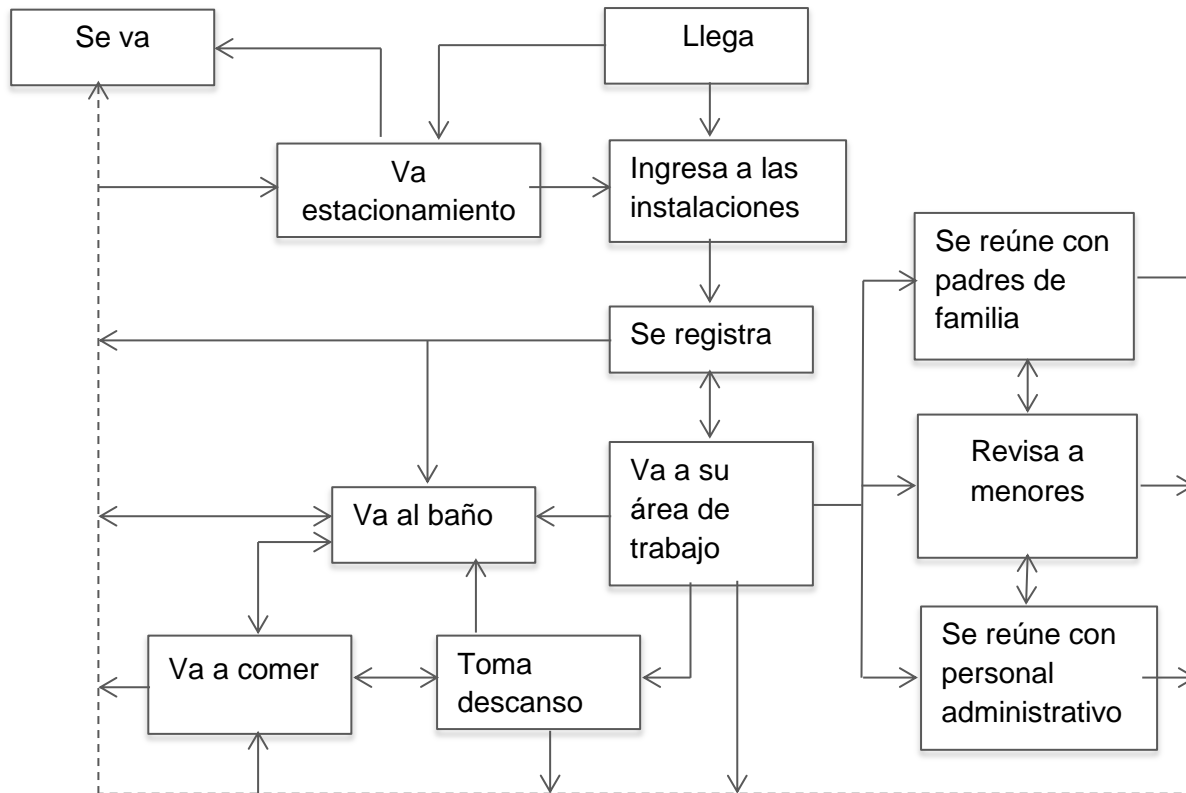 Se va
Llega
Va
estacionamiento
Ingresa a las
instalaciones
Se reúne con
padres de
familia
Se registra
Va a su
área de
trabajo
Revisa a
menores
Va al baño
Va a comer
Toma
descanso
Se reúne con
personal
administrativo